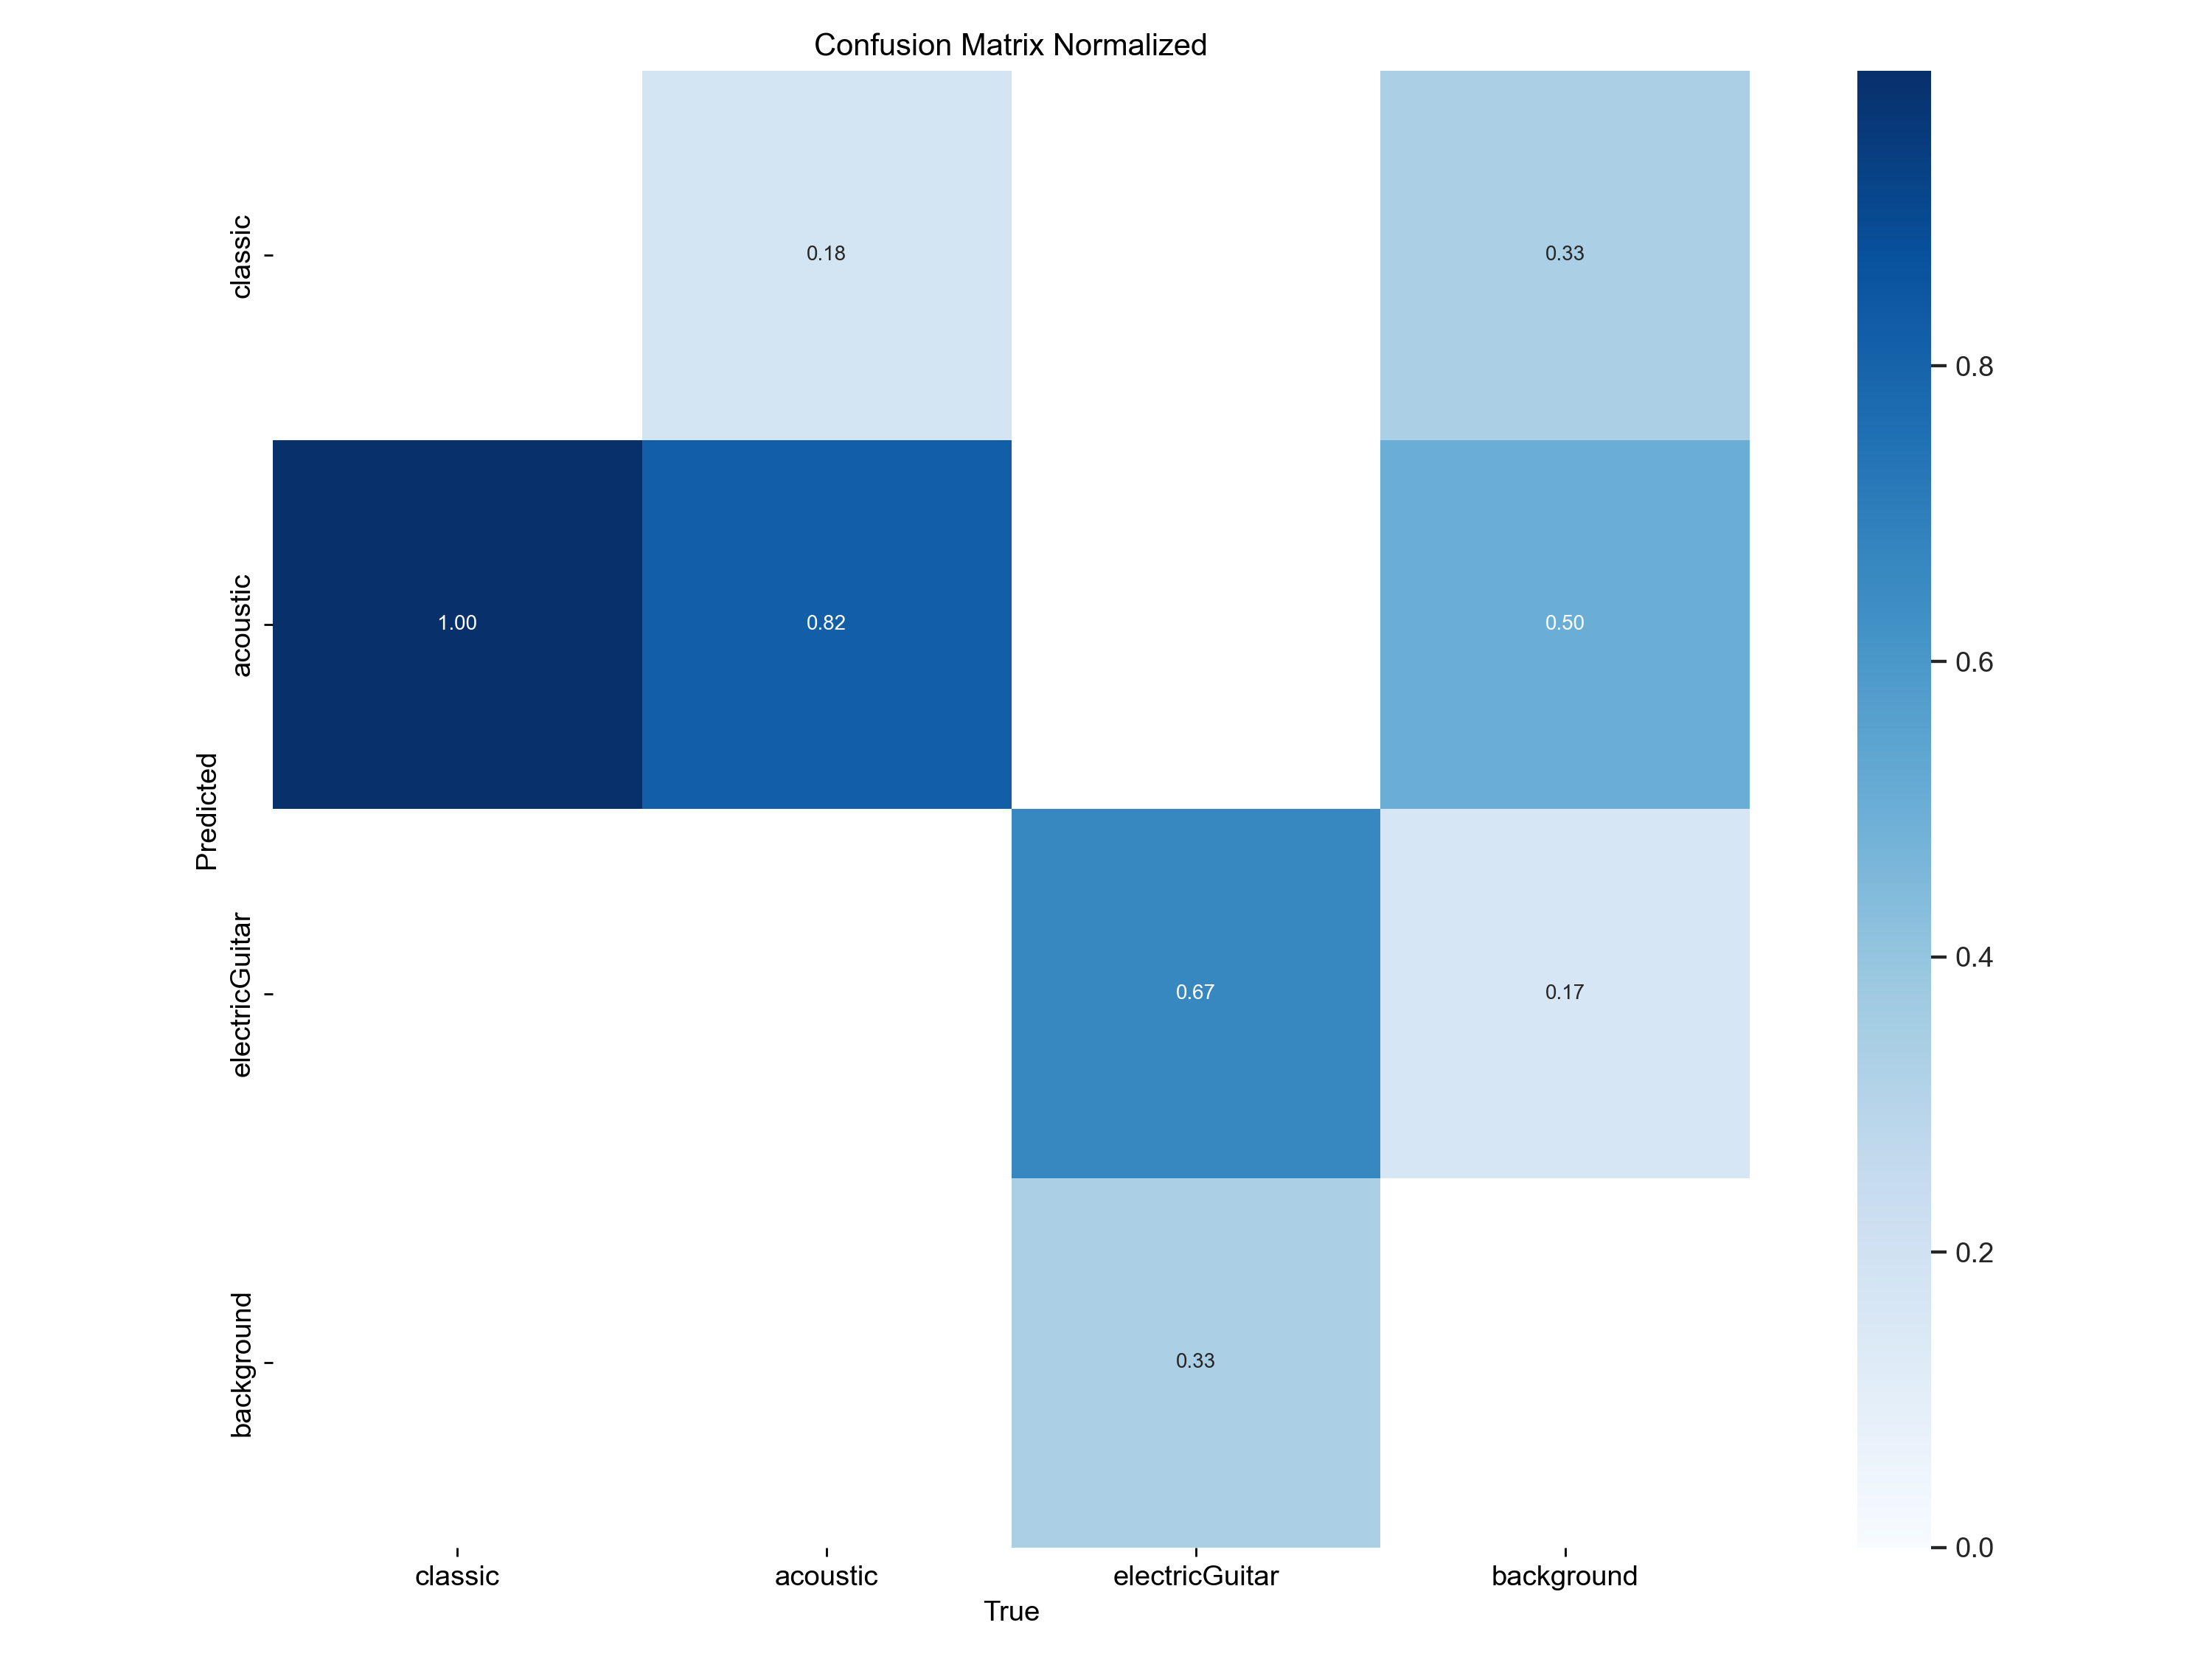 Confusion Matrix Normalized
classic
0.18
0.33
0.8
acoustic
1.00
0.82
0.50
0.6
Predicted
electricGuitar
0.67
0.17
0.4
background
0.33
0.2
0.0
classic
acoustic
electricGuitar
background
True